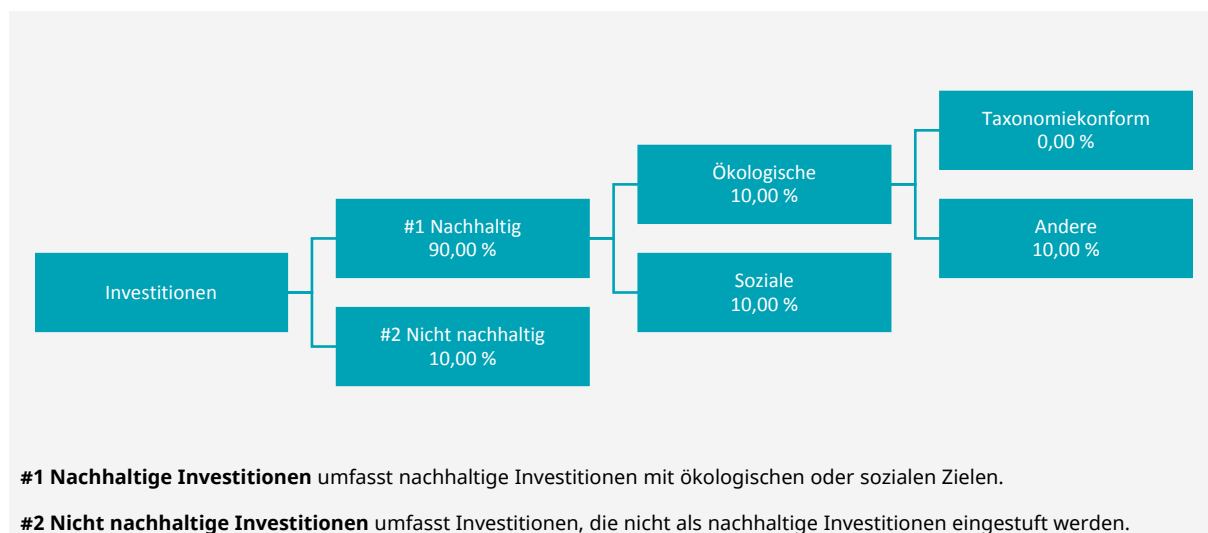 Investitionen
#1 Nachhaltig
90,00 %
#2 Nicht nachhaltig
10,00 %
Ökologische
10,00 %
Soziale
10,00 %
Taxonomiekonform
0,00 %
Andere
10,00 %
#1 Nachhaltige Investitionen umfasst nachhaltige Investitionen mit ökologischen oder sozialen Zielen.
#2 Nicht nachhaltige Investitionen umfasst Investitionen, die nicht als nachhaltige Investitionen eingestuft werden.